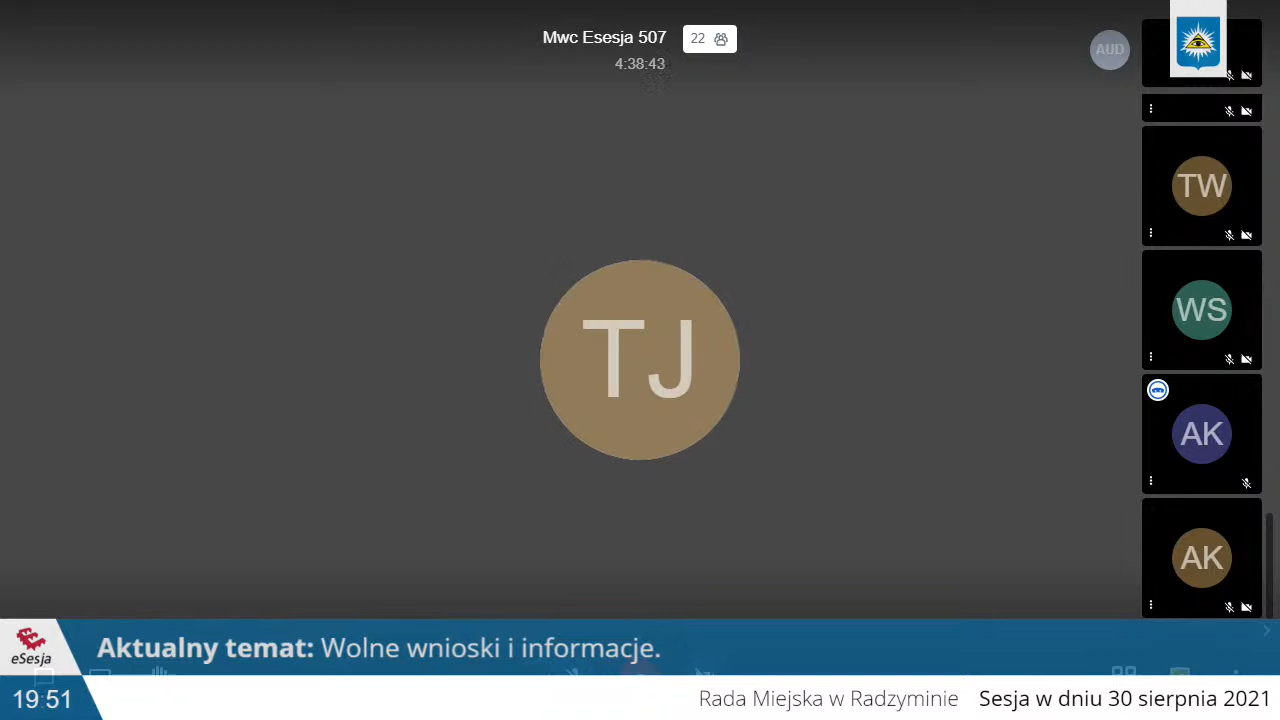 Mwc Esesja 507
22
4:38:43
AUD
TW
WS
TJ
AK
AK
Aktualny temat: Wolne wnioski i informacje.
eSesja
19:51
Rada Miejska w Radzyminie
Sesja w dniu 30 sierpnia 2021